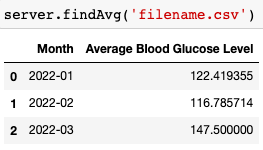 server.findAvg('filename.csv')
Month Average Blood Glucose Level
0 2022-01 122.419355
1 2022-02 116.785714
2 2022-03 147.500000